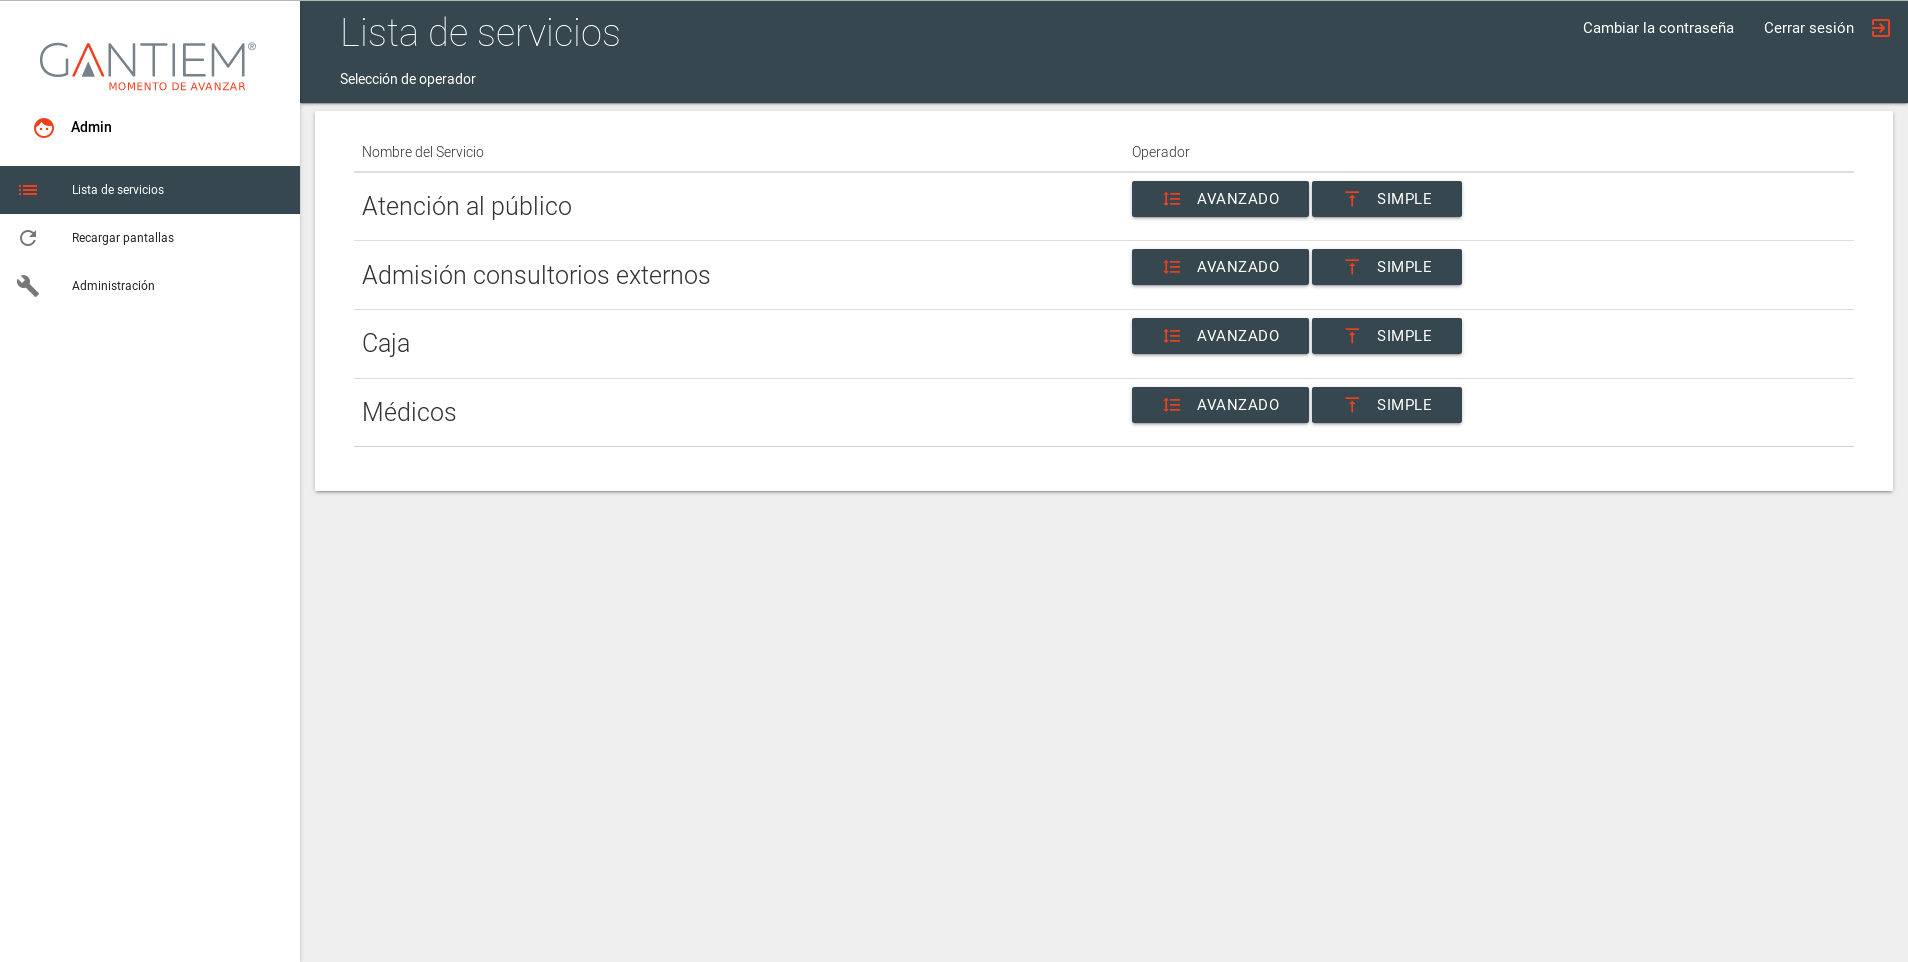 GANTIEM®
MOMENTO DE AVANZAR
Admin
Lista de servicios
Recargar pantallas
Administración
Lista de servicios
Cambiar la contraseña
Cerrar sesión
Selección de operador
Nombre del Servicio
Operador
Atención al público
AVANZADO
SIMPLE
Admisión consultorios externos
AVANZADO
SIMPLE
Caja
AVANZADO
SIMPLE
Médicos
AVANZADO
SIMPLE